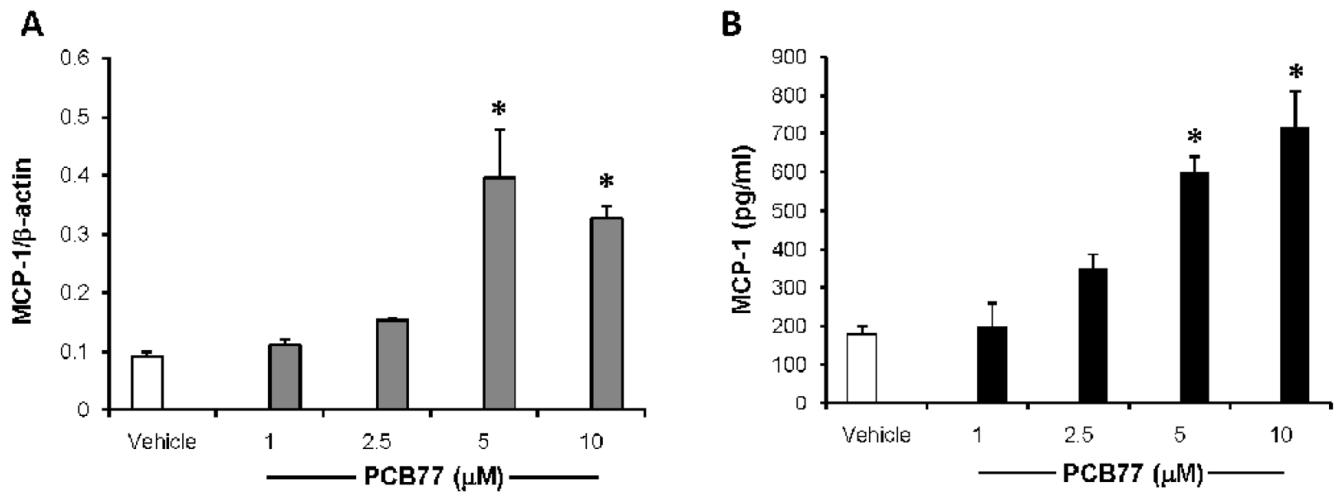 A
MCP-1/β-actin
0.6
0.5
0.4
0.3
0.2
0.1
0
*
*
Vehicle 1 2.5 5 10
PCB77 (μM)
B
MCP-1 (pg/ml)
900
800
700
600
500
400
300
200
100
0
*
*
Vehicle 1 2.5 5 10
PCB77 (μM)